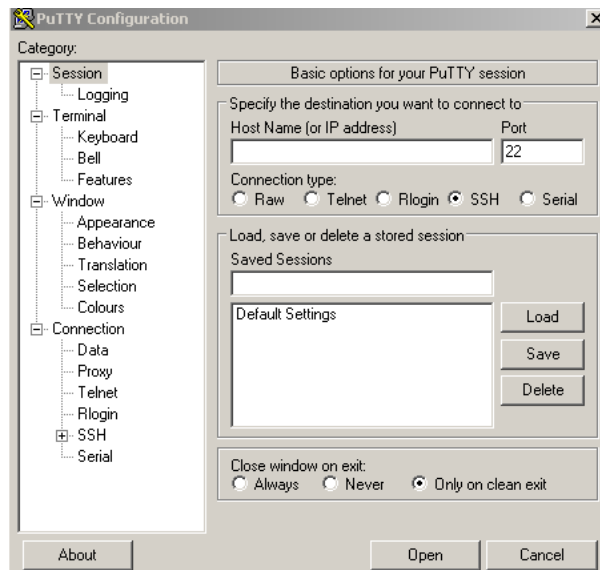 PuTTY Configuration
Category:
Session
Logging
Terminal
Keyboard
Bell
Features
Window
Appearance
Behaviour
Translation
Selection
Colours
Connection
Data
Proxy
Telnet
Rlogin
SSH
Serial
Basic options for your PuTTY session
Specify the destination you want to connect to
Host Name (or IP address) Port
22
Connection type:
Raw Telnet Rlogin SSH Serial
Load, save or delete a stored session
Saved Sessions
Default Settings
Load
Save
Delete
Close window on exit:
Always Never Only on clean exit
About Open Cancel